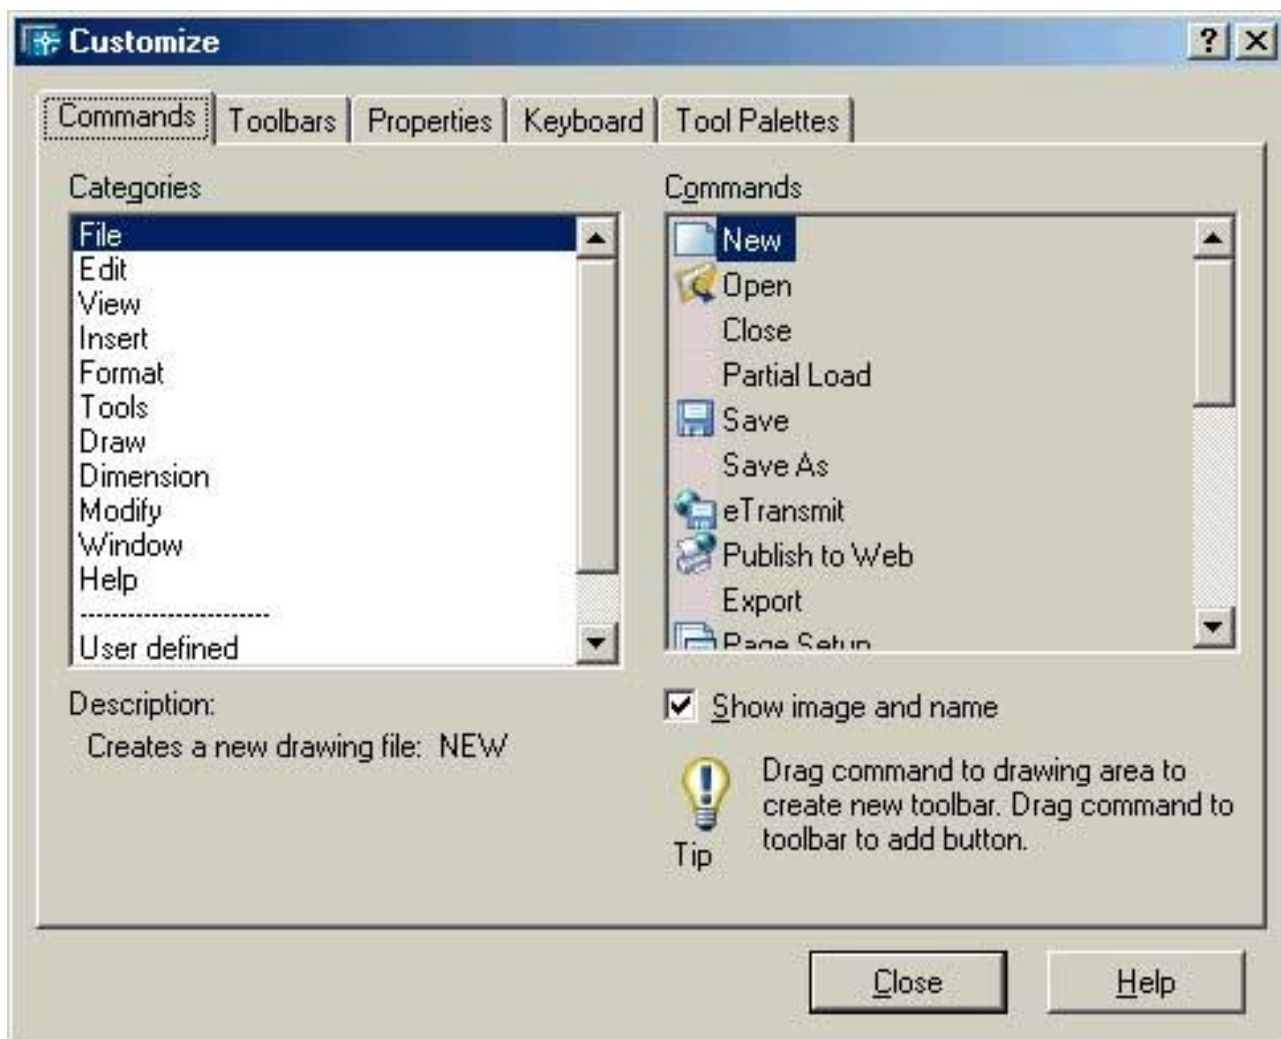 Customize
Commands
Toolbars
Properties
Keyboard
Tool Palettes
Categories
File
Edit
View
Insert
Format
Tools
Draw
Dimension
Modify
Window
Help
-----------------------
User defined
Commands
New
Open
Close
Partial Load
Save
Save As
eTransmit
Publish to Web
Export
Page Setup
Description:
Creates a new drawing file: NEW
Show image and name
Tip
Drag command to drawing area to
create new toolbar. Drag command to
toolbar to add button.
Close
Help